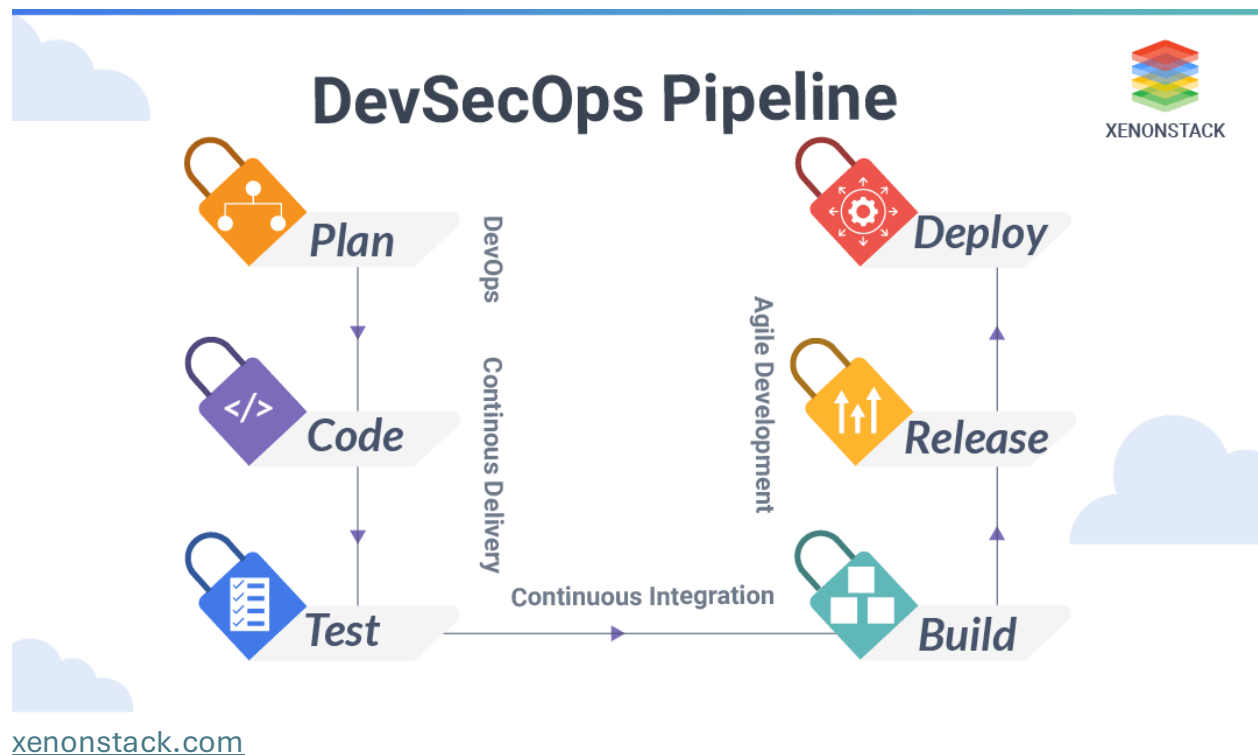 DevSecOps Pipeline
XENONSTACK
Plan
DevOps
Code
Continous Delivery
Test
Continuous Integration
Build
Agile Development
Release
Deploy
</>
xenonstack.com